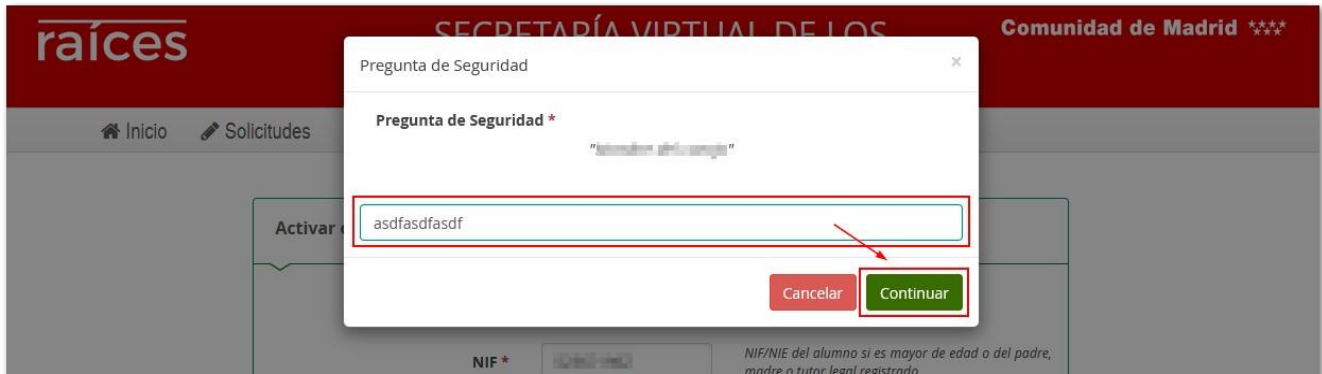 raíces
SECRETARÍA VIRTUAL DE LOS
Comunidad de Madrid
Inicio
Solicitudes
Pregunta de Seguridad
×
Pregunta de Seguridad *
Activar
asdfasdfasdf
Cancelar
Continuar
NIF *
NIF/NIE del alumno si es mayor de edad o del padre,
madre o tutor legal registrado